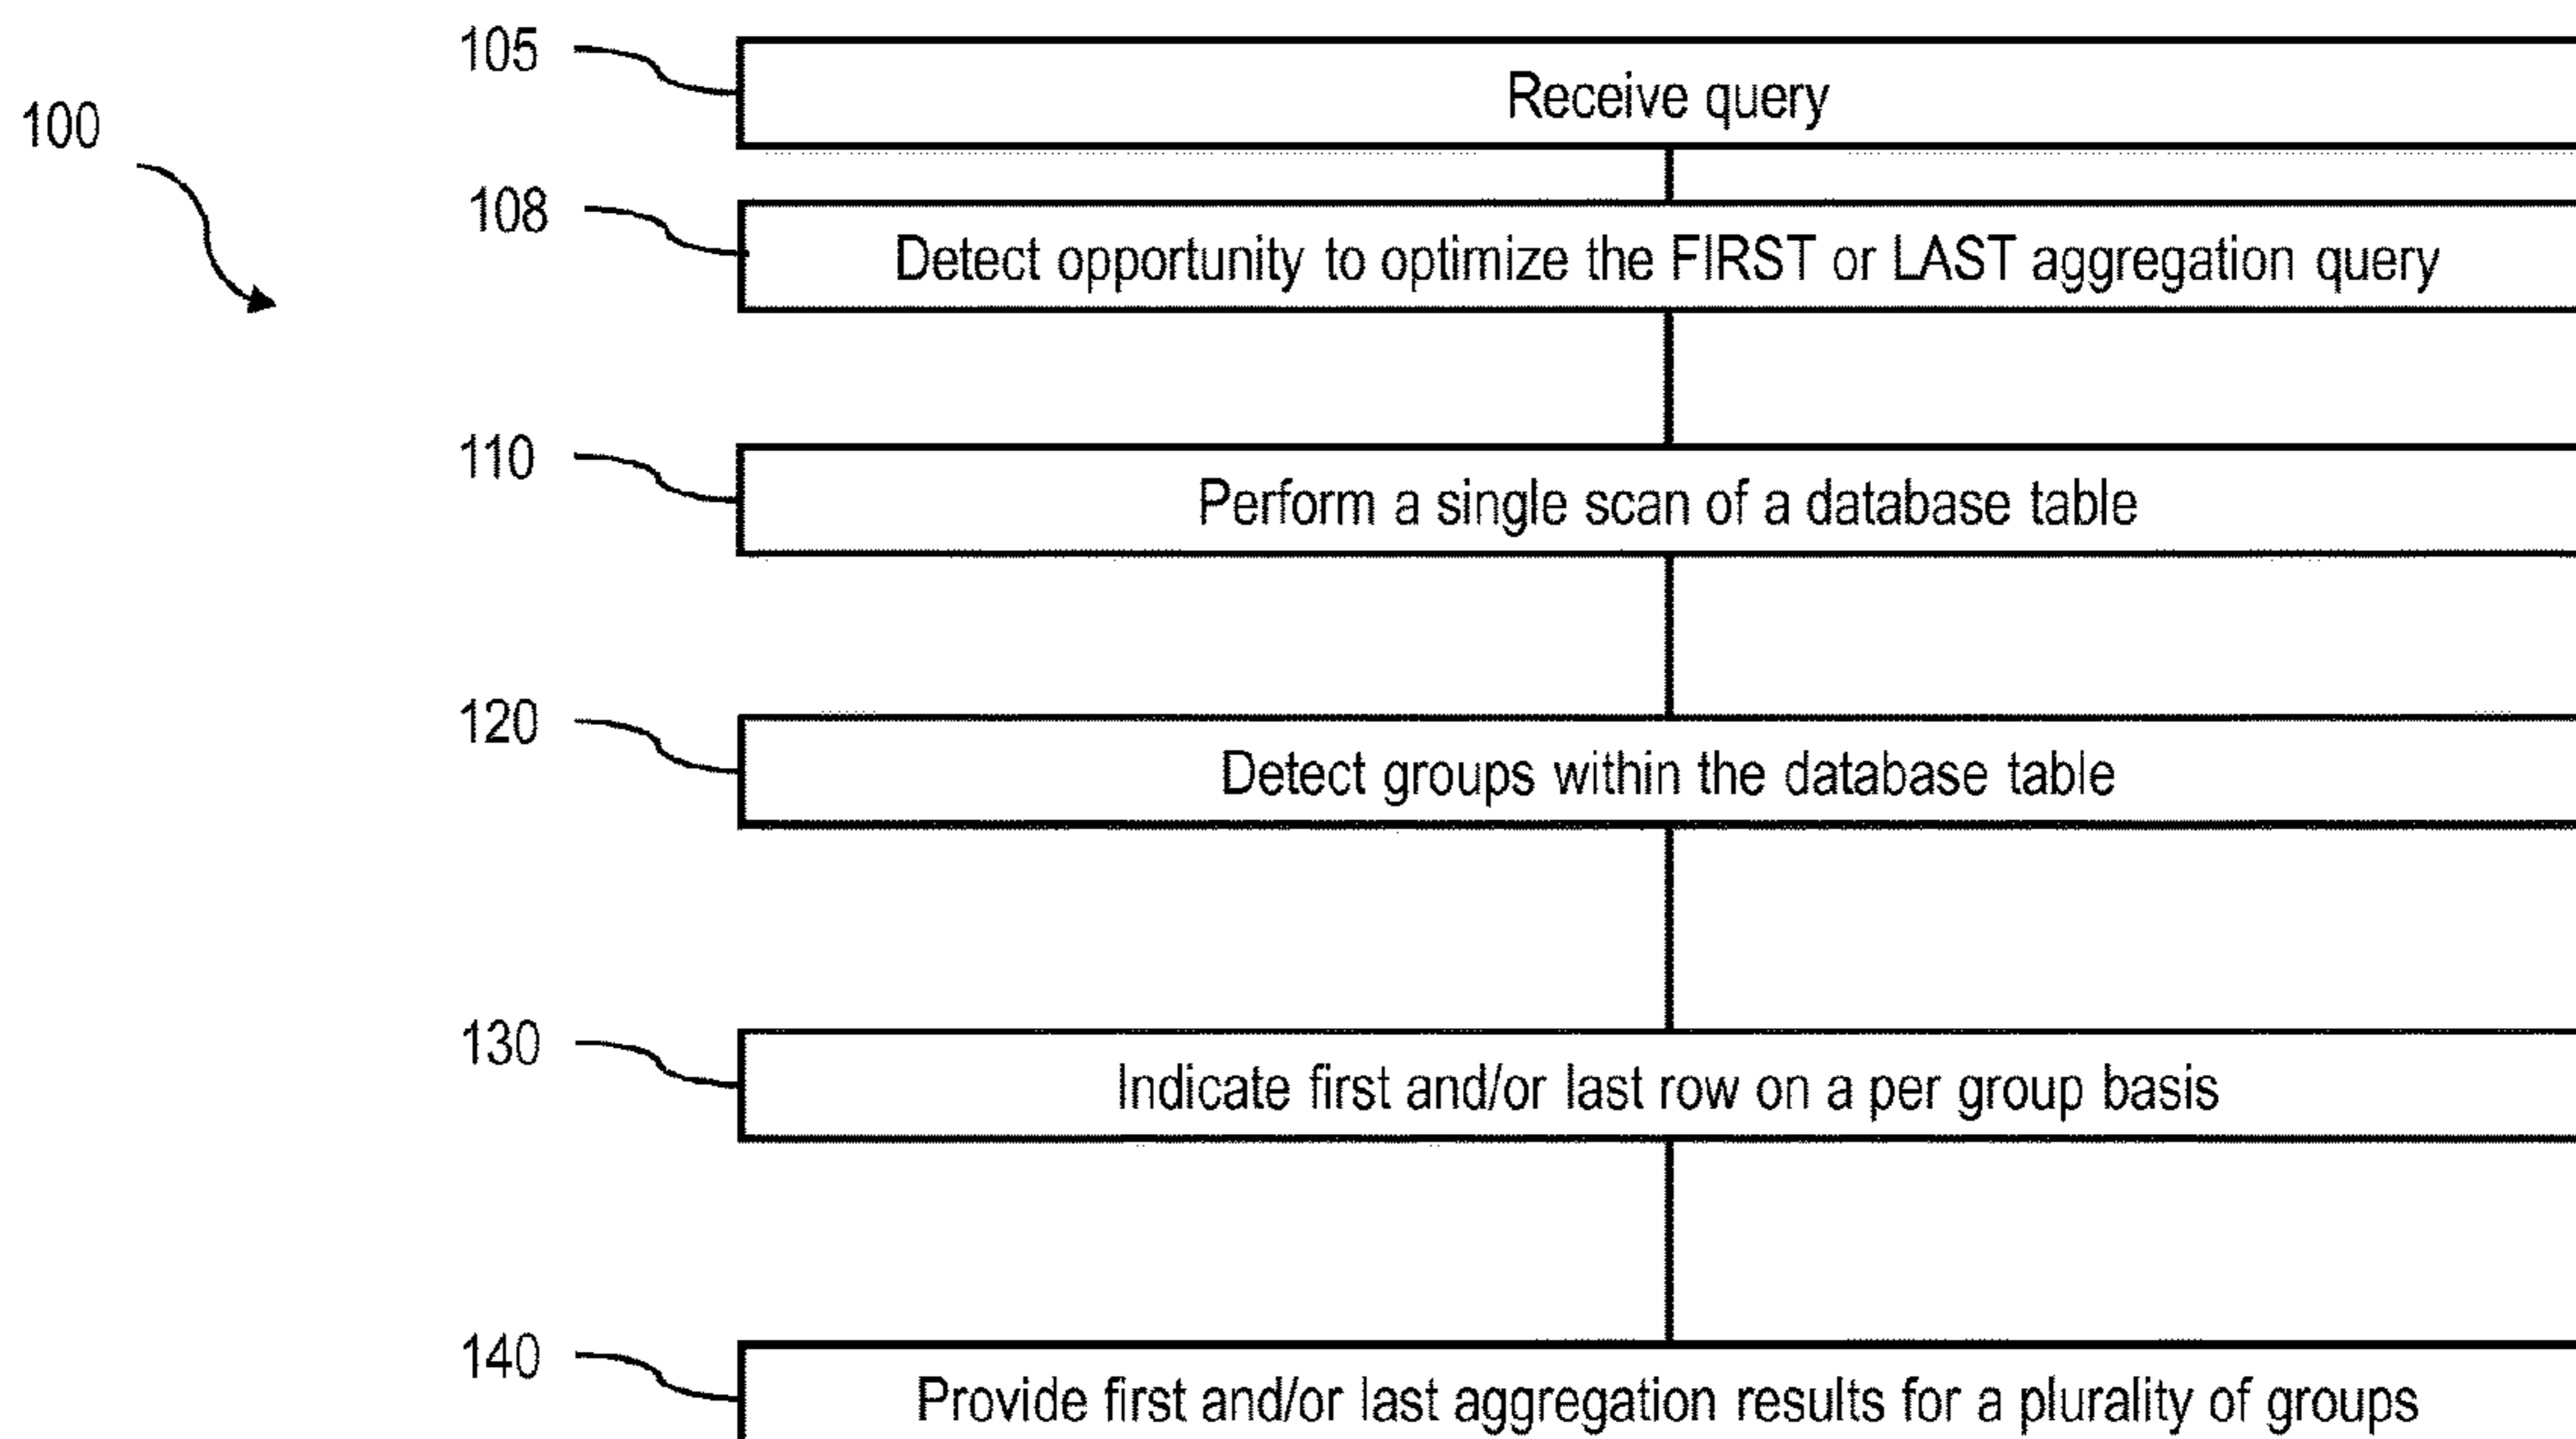 105
Receive query
100
108
Detect opportunity to optimize the FIRST or LAST aggregation query
110
Perform a single scan of a database table
120
Detect groups within the database table
130
Indicate first and/or last row on a per group basis
140
Provide first and/or last aggregation results for a plurality of groups